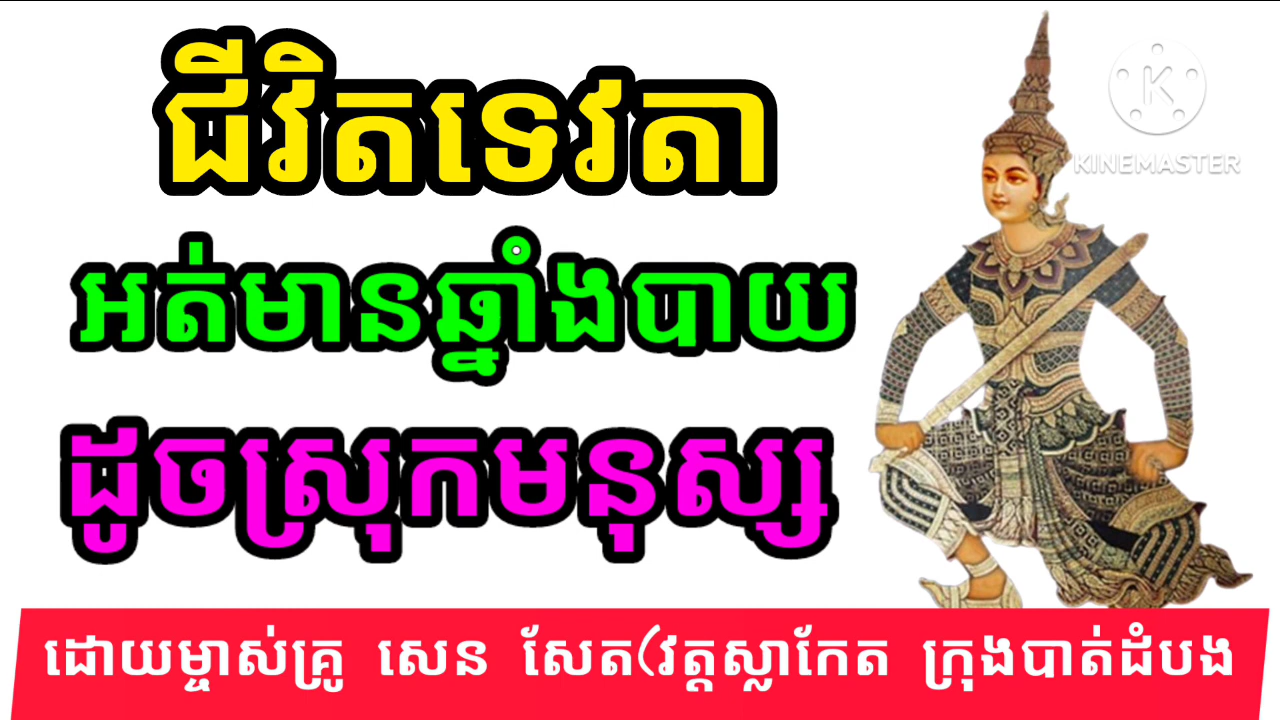 ជីវិតទេវតា
អត់មានឆ្នាំងបាយ
ដូចស្រុកមនុស្ស
ដោយម្ចាស់គ្រូ សេន សែត(វត្តស្លាកែត ក្រុងបាត់ដំបង
K
KINEMASTER